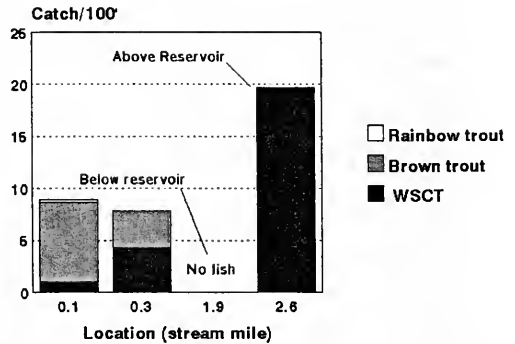 Catch/100'
25
20
15
10
5
0
Above Reservoir
Below reservoir
No fish
0.1 0.3 1.9 2.6
Location (stream mile)
Rainbow trout
Brown trout
WSCT